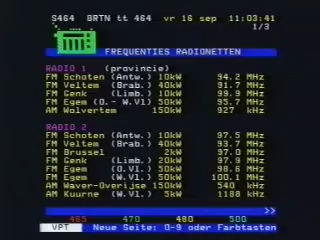 S464 BRTN tt 464 vr 16 sep 11:03:41
1/3
FREQUENTIES RADIONETTEN
RADIO 1 (provincie)
FM Schoten (Antw.) 10kW 94.2 MHz
FM Veltem (Brab.) 40kW 91.7 MHz
FM Genk (Limb.) 10kW 99.9 MHz
FM Egem (O.- W.Vl) 50kW 95.7 MHz
AM Wolvertem 150kW 927 kHz
RADIO 2
FM Schoten (Antw.) 10kW 97.5 MHz
FM Veltem (Brab.) 40kW 93.7 MHz
FM Brussel 2kW 97.0 MHz
FM Genk (Limb.) 20kW 97.9 MHz
FM Egem (O.Vl.) 50kW 98.6 MHz
FM Egem (W.Vl.) 50kW 100.1 MHz
AM Waver-Overijse 150kW 540 kHz
AM Kuurne (W.Vl.) 5kW 1188 kHz
>>
465 470 480 500
VPT Neue Seite: 0-9 oder Farbtasten